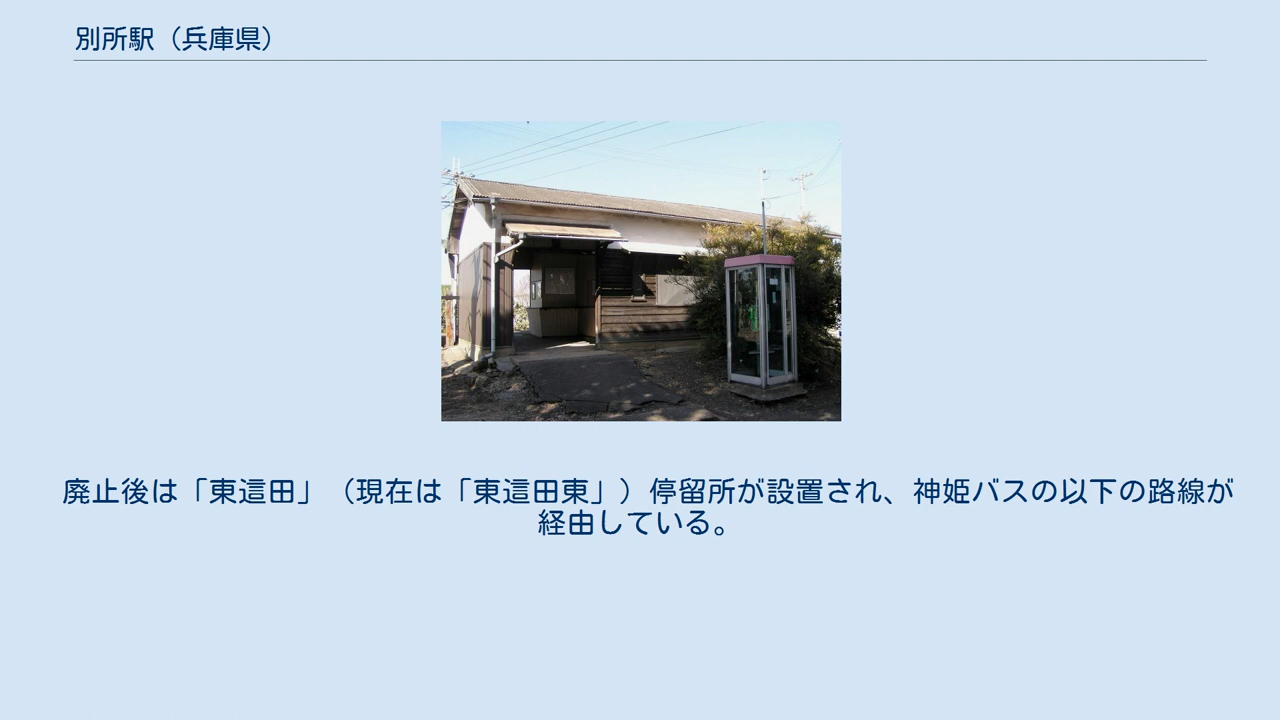 別所駅（兵庫県）
廃止後は「東這田」（現在は「東這田東」）停留所が設置され、神姫バスの以下の路線が
経由している。